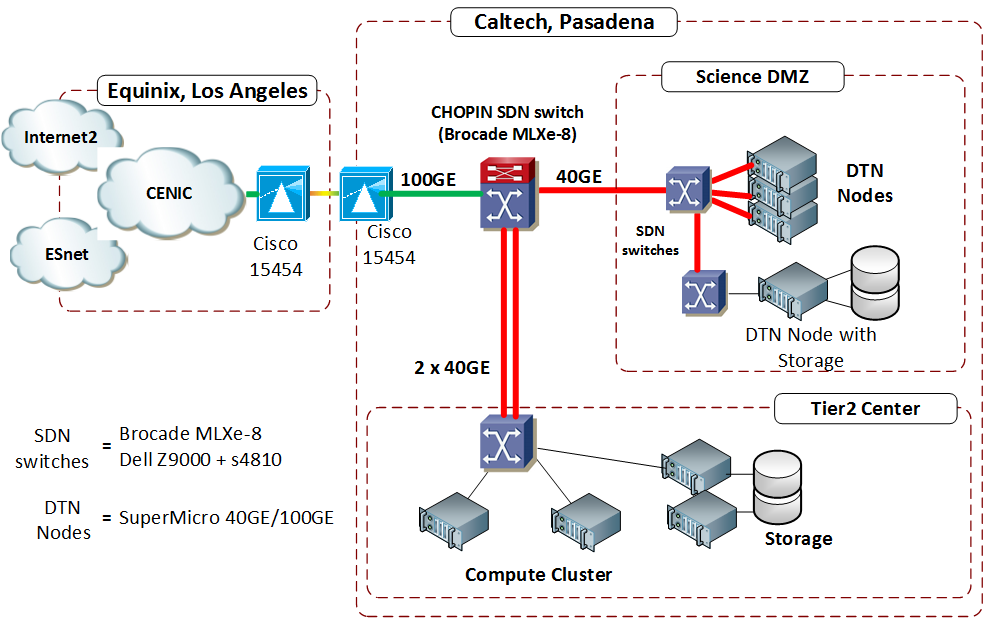 Caltech, Pasadena
Equinix, Los Angeles
Science DMZ
Internet2
CENIC
ESnet
Cisco
15454
Cisco
15454
100GE
CHOPIN SDN switch
(Brocade MLXe-8)
40GE
SDN
switches
DTN
Nodes
DTN Node with
Storage
2 x 40GE
Tier2 Center
Compute Cluster
Storage
SDN
switches
=
Brocade MLXe-8
Dell Z9000 + s4810
DTN
Nodes
=
SuperMicro 40GE/100GE